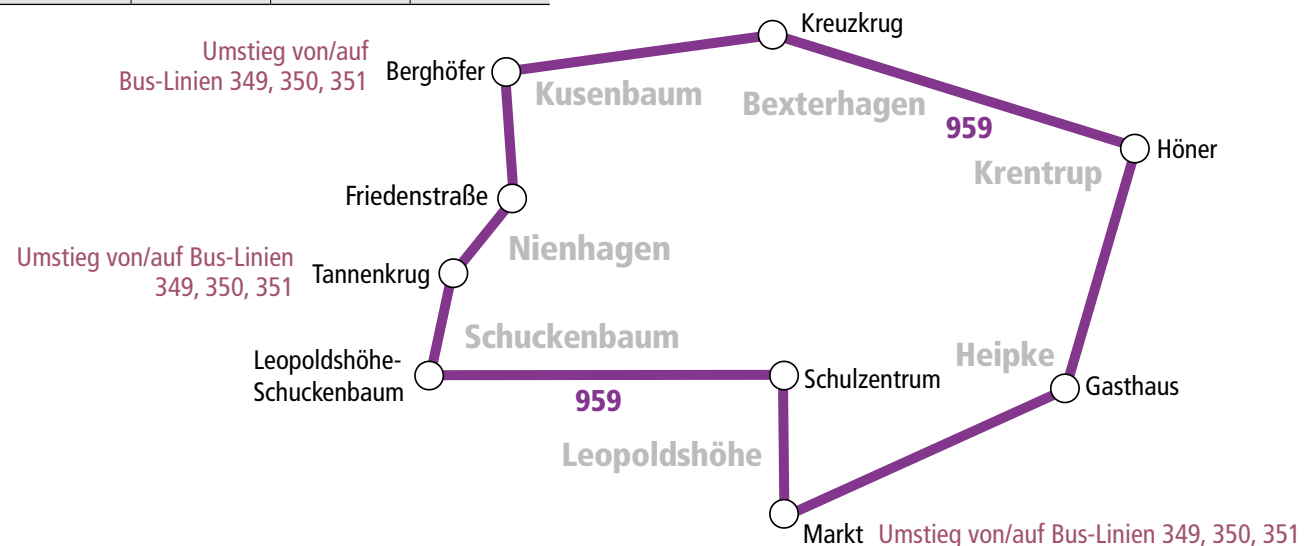 Kreuzkrug
Umstieg von/auf
Bus-Linien 349, 350, 351
Berghöfer
Kusenbaum
Bexterhagen
959
Höner
Krentrup
Friedenstraße
Nienhagen
Umstieg von/auf Bus-Linien
349, 350, 351
Tannenkrug
Schuckenbaum
Leopoldshöhe-
Schuckenbaum
Heipke
Schulzentrum
Gasthaus
959
Leopoldshöhe
Markt Umstieg von/auf Bus-Linien 349, 350, 351